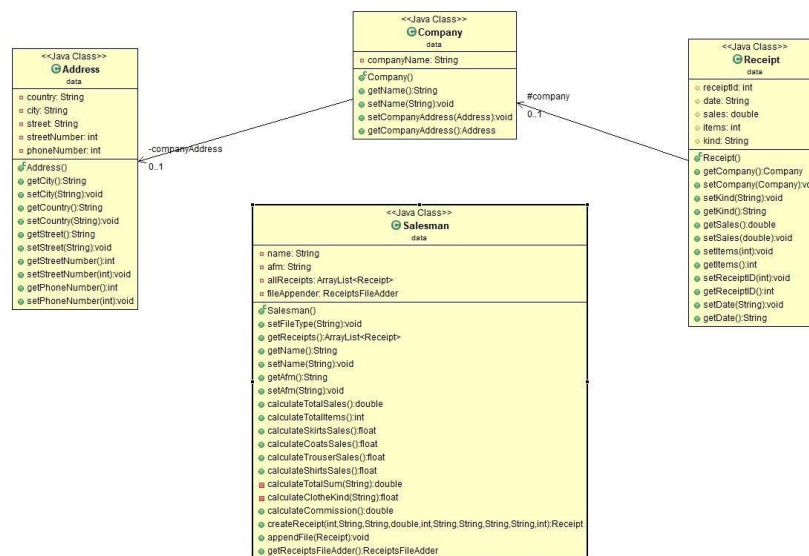 <<Java Class>>
Address
data
country: String
city: String
street: String
streetNumber: int
phoneNumber: int
Address()
getCity():String
setCity(String):void
getCountry():String
setCountry(String):void
getStreet():String
setStreet(String):void
getStreetNumber():int
setStreetNumber(int):void
getPhoneNumber():int
setPhoneNumber(int):void
-companyAddress
0..1
<<Java Class>>
Company
data
companyName: String
Company()
getName():String
setName(String):void
setCompanyAddress(Address):void
getCompanyAddress():Address
#company
0..1
<<Java Class>>
Receipt
data
receiptId: int
date: String
sales: double
items: int
kind: String
Receipt()
getCompany():Company
setCompany(Company):vo
setKind(String):void
getKind():String
getSales():double
setSales(double):void
setItems(int):void
getItems():int
setReceiptID(int):void
getReceiptID():int
setDate(String):void
getDate():String
<<Java Class>>
Salesman
data
name: String
afm: String
allReceipts: ArrayList<Receipt>
fileAppender: ReceiptsFileAdder
Salesman()
setFileType(String):void
getReceipts():ArrayList<Receipt>
getName():String
setName(String):void
getAfm():String
setAfm(String):void
calculateTotalSales():double
calculateTotalItems():int
calculateSkirtsSales():float
calculateCoatsSales():float
calculateTrouserSales():float
calculateShirtsSales():float
calculateTotalSum(String):double
calculateClotheKind(String):float
calculateCommission():double
createReceipt(int,String,String,double,int,String,String,String,String,int):Receipt
appendFile(Receipt):void
getReceiptsFileAdder():ReceiptsFileAdder